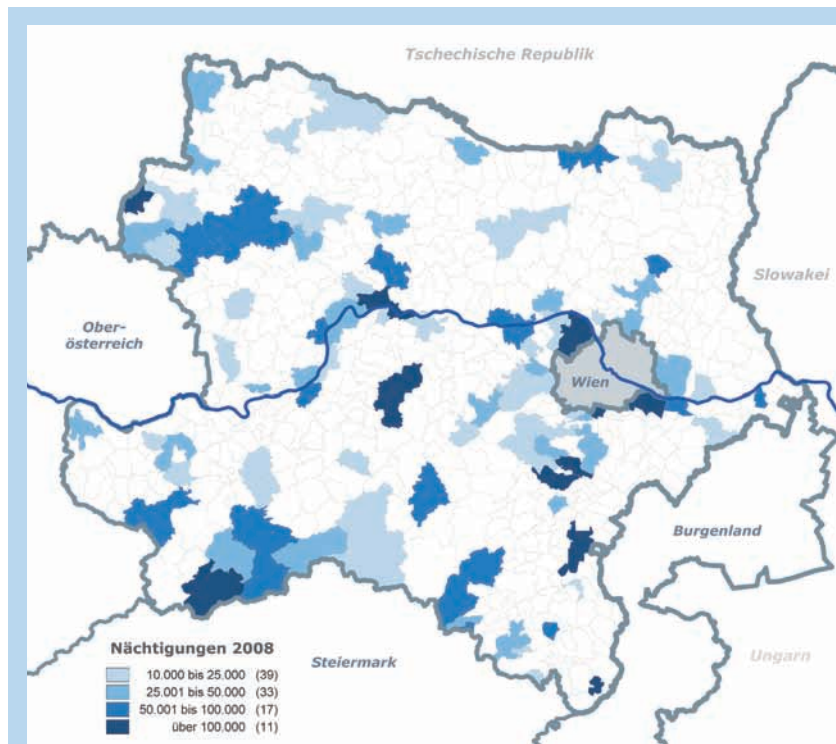 Tschechische Republik
Slowakei
Ober-
österreich
Wien
Burgenland
Nächtigungen 2008
Steiermark
Ungarn
10.000 bis 25.000 (39)
25.001 bis 50.000 (33)
50.001 bis 100.000 (17)
über 100.000 (11)